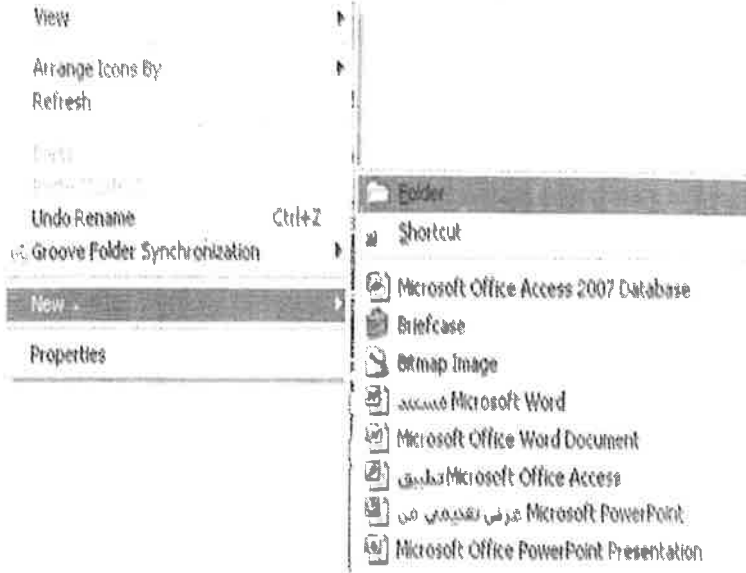 View
Arrange Icons By
Refresh
Paste
Undo Rename Ctrl+Z
Groove Folder Synchronization
New
Properties
Folder
Shortcut
Microsoft Office Access 2007 Database
Briefcase
Bitmap Image
مستند Microsoft Word
Microsoft Office Word Document
تطبيق Microsoft Office Access
عرض تقديمي من Microsoft PowerPoint
Microsoft Office PowerPoint Presentation